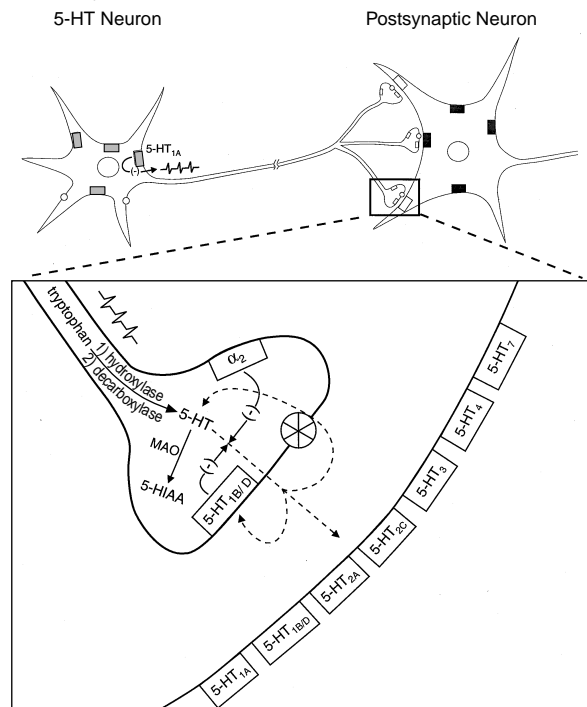 5-HT Neuron
Postsynaptic Neuron
5-HT1A
(-)
tryptophan
1) hydroxylase
2) decarboxylase
α2
5-HT
MAO
5-HIAA
5-HT1B/D
5-HT7
5-HT4
5-HT3
5-HT2C
5-HT2A
5-HT1B/D
5-HT1A